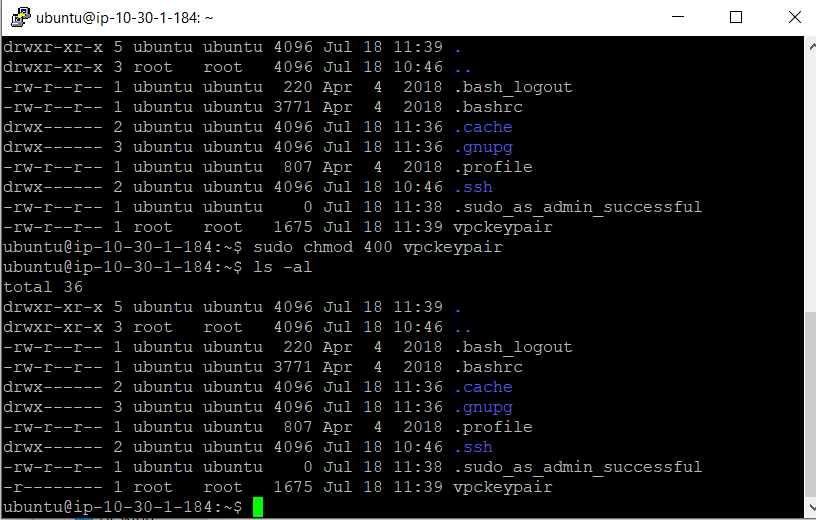 ubuntu@ip-10-30-1-184: ~
drwxr-xr-x 5 ubuntu ubuntu 4096 Jul 18 11:39 .
drwxr-xr-x 3 root   root   4096 Jul 18 10:46 ..
-rw-r--r-- 1 ubuntu ubuntu  220 Apr  4  2018 .bash_logout
-rw-r--r-- 1 ubuntu ubuntu 3771 Apr  4  2018 .bashrc
drwx------ 2 ubuntu ubuntu 4096 Jul 18 11:36 .cache
drwx------ 3 ubuntu ubuntu 4096 Jul 18 11:36 .gnupg
-rw-r--r-- 1 ubuntu ubuntu  807 Apr  4  2018 .profile
drwx------ 2 ubuntu ubuntu 4096 Jul 18 10:46 .ssh
-rw-r--r-- 1 ubuntu ubuntu    0 Jul 18 11:38 .sudo_as_admin_successful
-rw-r--r-- 1 root   root   1675 Jul 18 11:39 vpckeypair
ubuntu@ip-10-30-1-184:~$ sudo chmod 400 vpckeypair
ubuntu@ip-10-30-1-184:~$ ls -al
total 36
drwxr-xr-x 5 ubuntu ubuntu 4096 Jul 18 11:39 .
drwxr-xr-x 3 root   root   4096 Jul 18 10:46 ..
-rw-r--r-- 1 ubuntu ubuntu  220 Apr  4  2018 .bash_logout
-rw-r--r-- 1 ubuntu ubuntu 3771 Apr  4  2018 .bashrc
drwx------ 2 ubuntu ubuntu 4096 Jul 18 11:36 .cache
drwx------ 3 ubuntu ubuntu 4096 Jul 18 11:36 .gnupg
-rw-r--r-- 1 ubuntu ubuntu  807 Apr  4  2018 .profile
drwx------ 2 ubuntu ubuntu 4096 Jul 18 10:46 .ssh
-rw-r--r-- 1 ubuntu ubuntu    0 Jul 18 11:38 .sudo_as_admin_successful
-r-------- 1 root   root   1675 Jul 18 11:39 vpckeypair
ubuntu@ip-10-30-1-184:~$